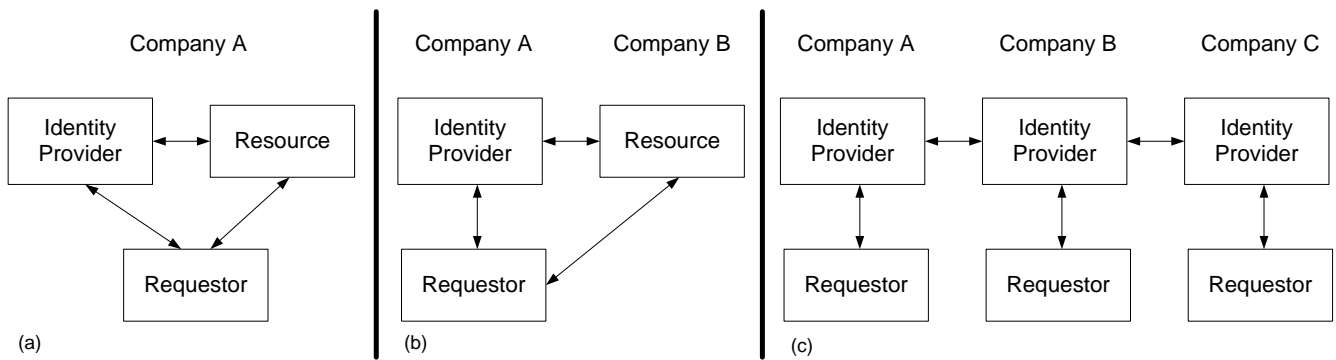 Company A
Identity
Provider
Resource
Requestor
(a)
Company A
Company B
Identity
Provider
Resource
Requestor
(b)
Company A
Company B
Company C
Identity
Provider
Identity
Provider
Identity
Provider
Requestor
Requestor
Requestor
(c)